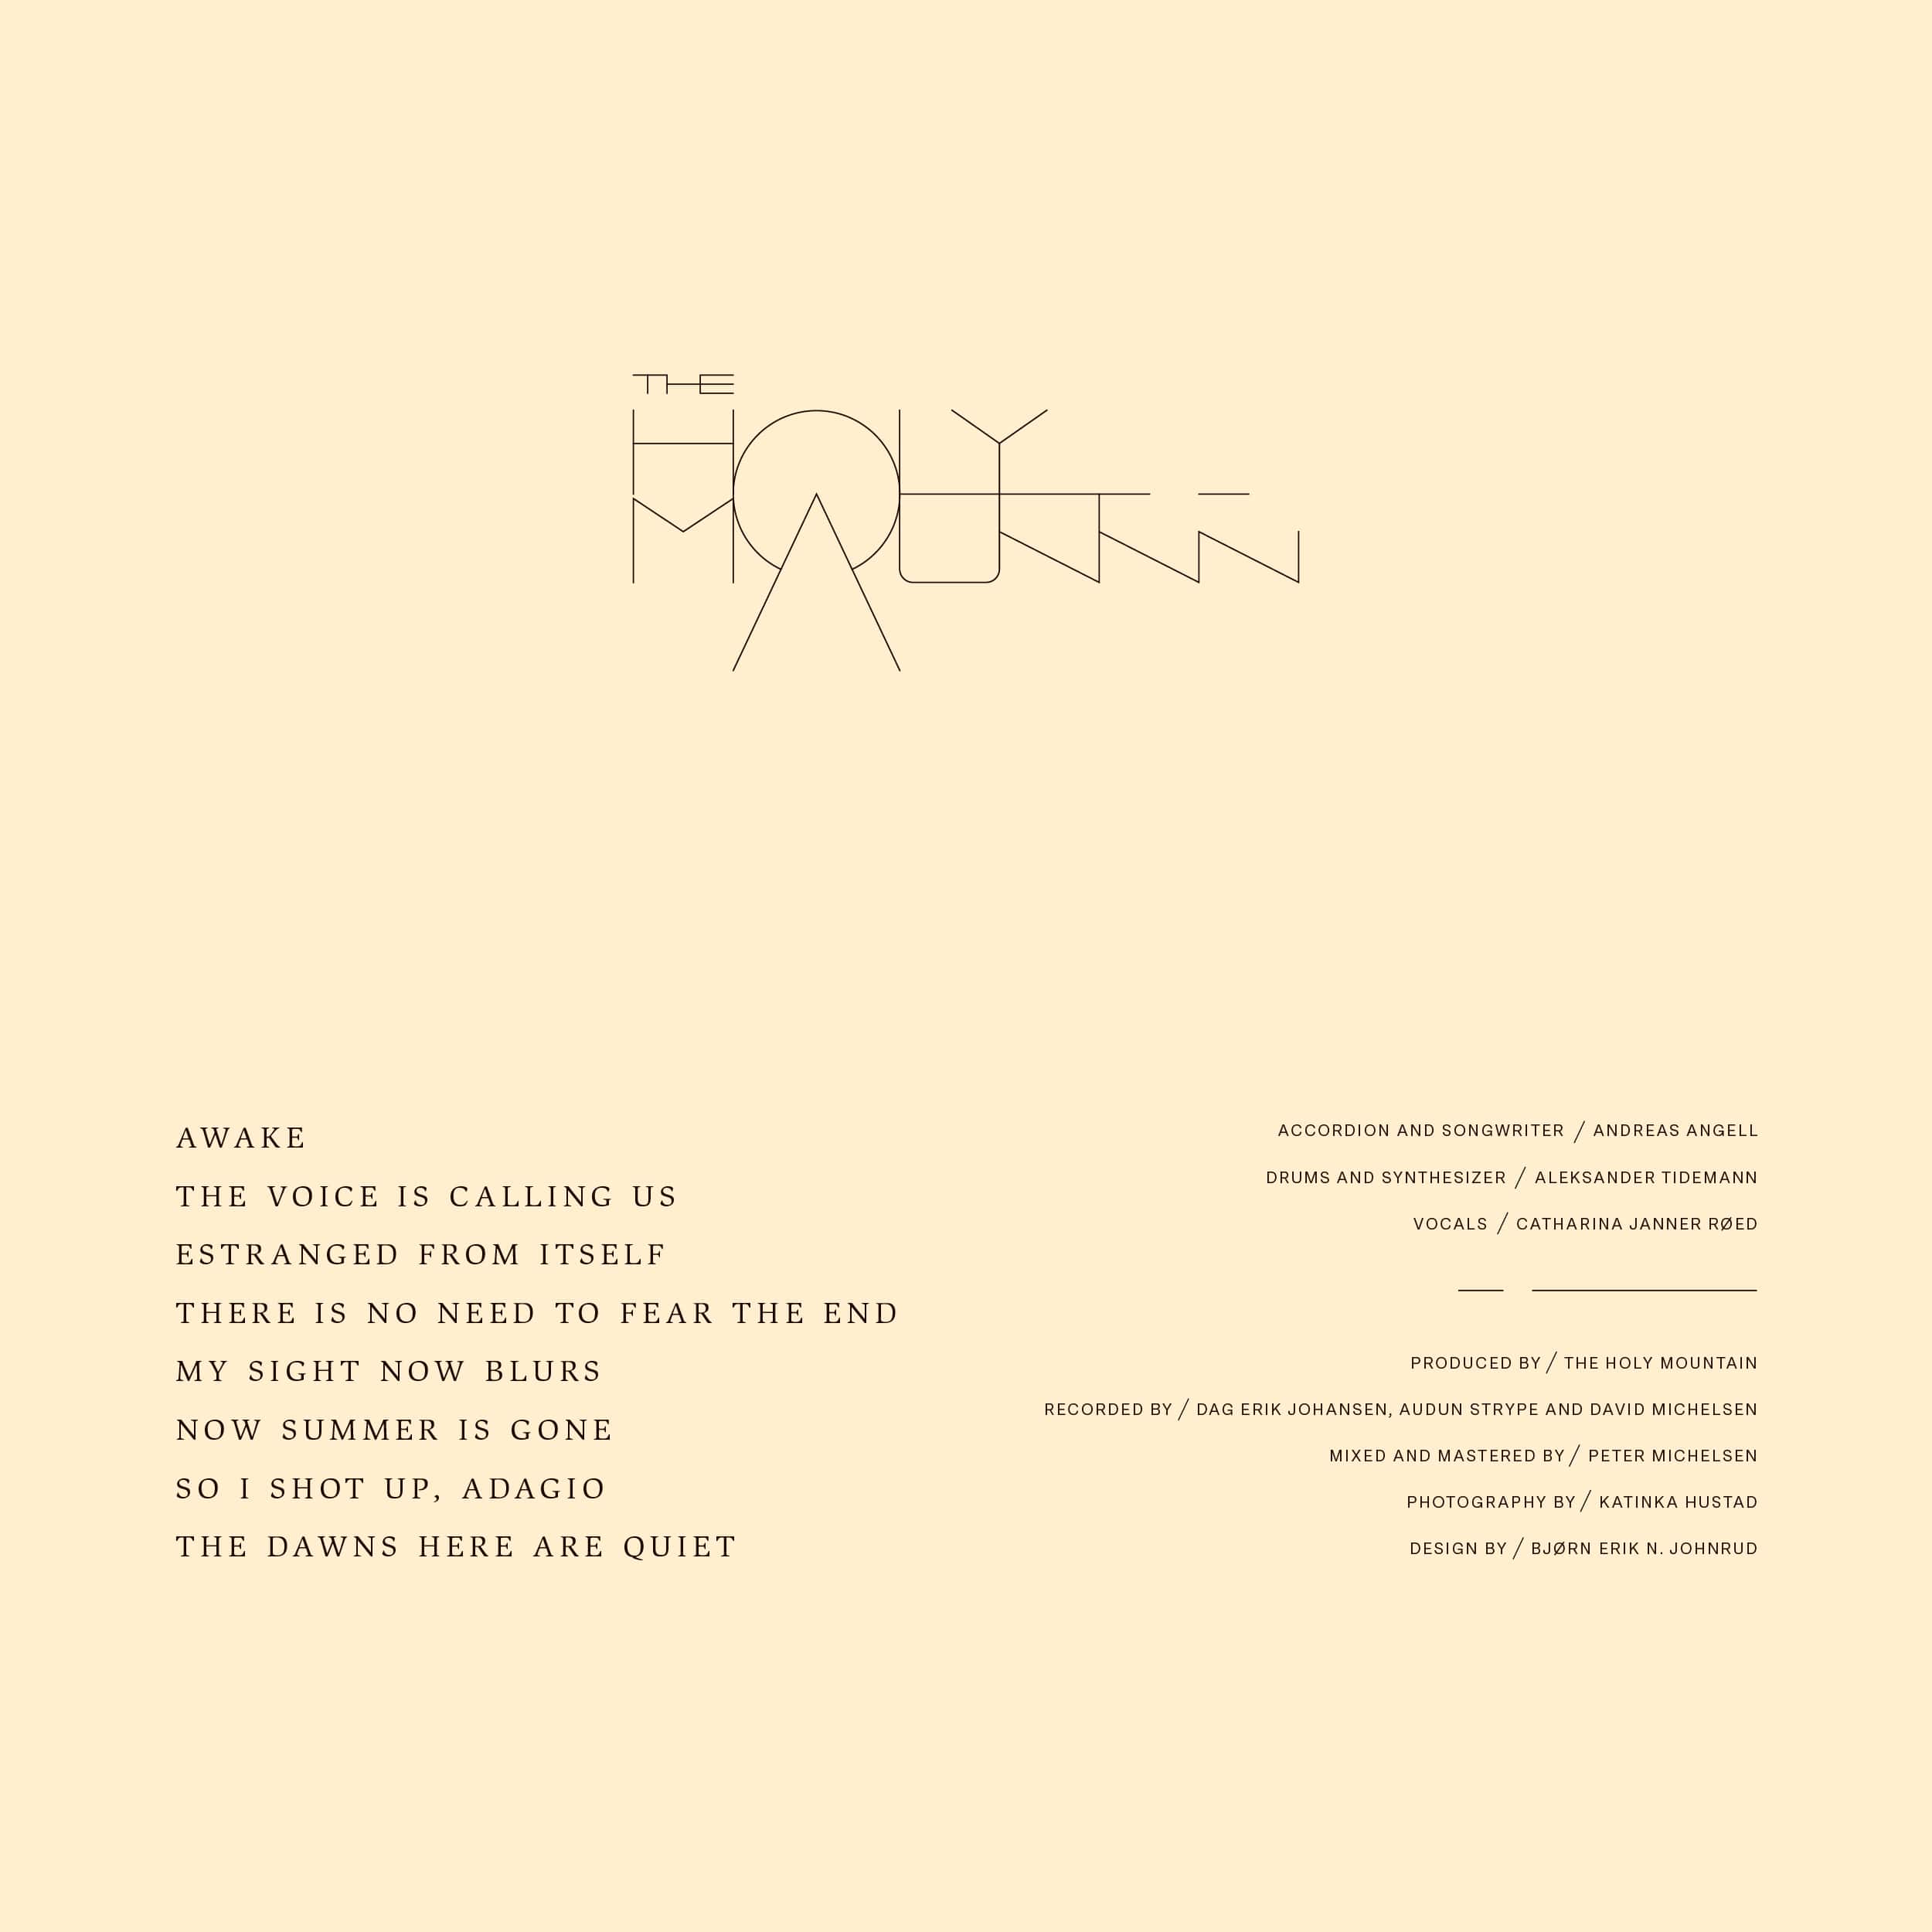 THE
HOLY
MOUNTAIN
AWAKE
THE VOICE IS CALLING US
ESTRANGED FROM ITSELF
THERE IS NO NEED TO FEAR THE END
MY SIGHT NOW BLURS
NOW SUMMER IS GONE
SO I SHOT UP, ADAGIO
THE DAWNS HERE ARE QUIET
ACCORDION AND SONGWRITER / ANDREAS ANGELL
DRUMS AND SYNTHESIZER / ALEKSANDER TIDEMANN
VOCALS / CATHARINA JANNER RØED
PRODUCED BY / THE HOLY MOUNTAIN
RECORDED BY / DAG ERIK JOHANSEN, AUDUN STRYPE AND DAVID MICHELSEN
MIXED AND MASTERED BY / PETER MICHELSEN
PHOTOGRAPHY BY / KATINKA HUSTAD
DESIGN BY / BJØRN ERIK N. JOHNRUD